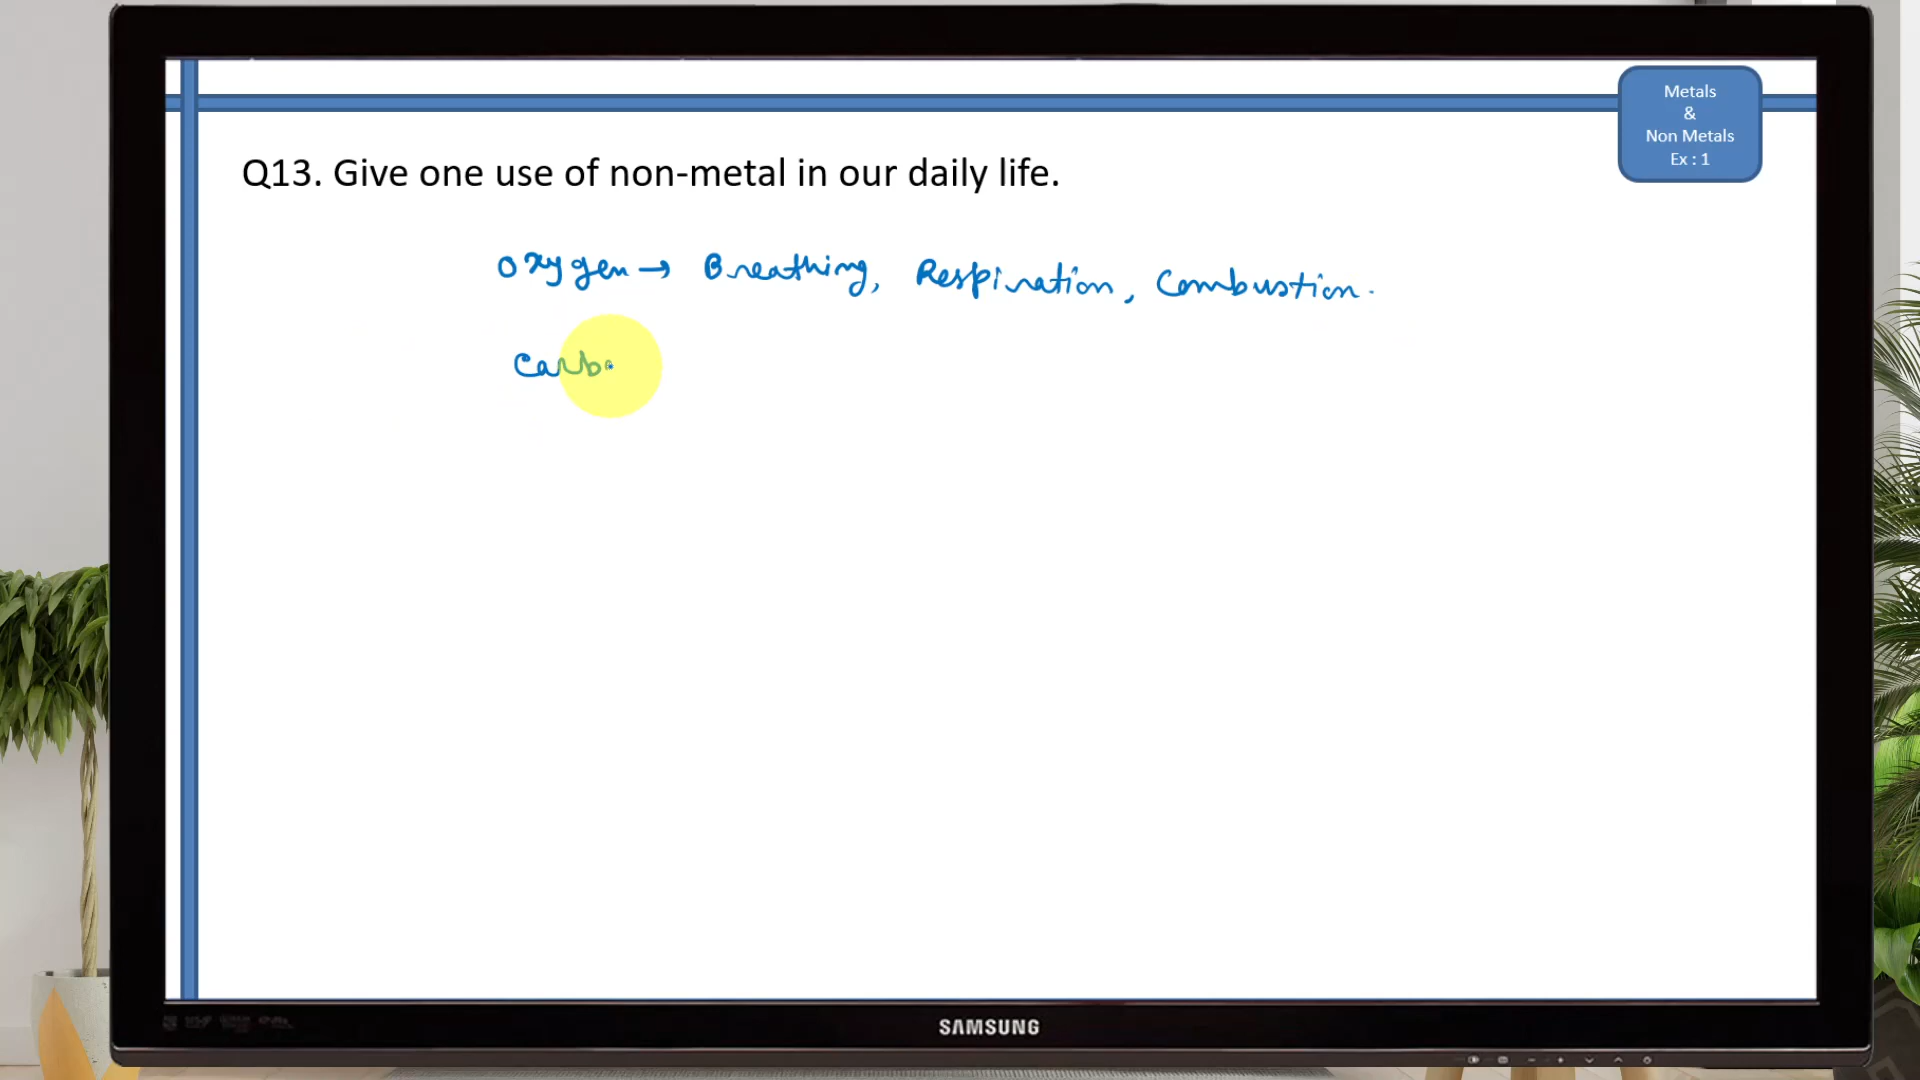 Metals
&
Non Metals
Ex : 1
Q13. Give one use of non-metal in our daily life.
Oxygen → Breathing, Respiration, Combustion.
Carb
SAMSUNG